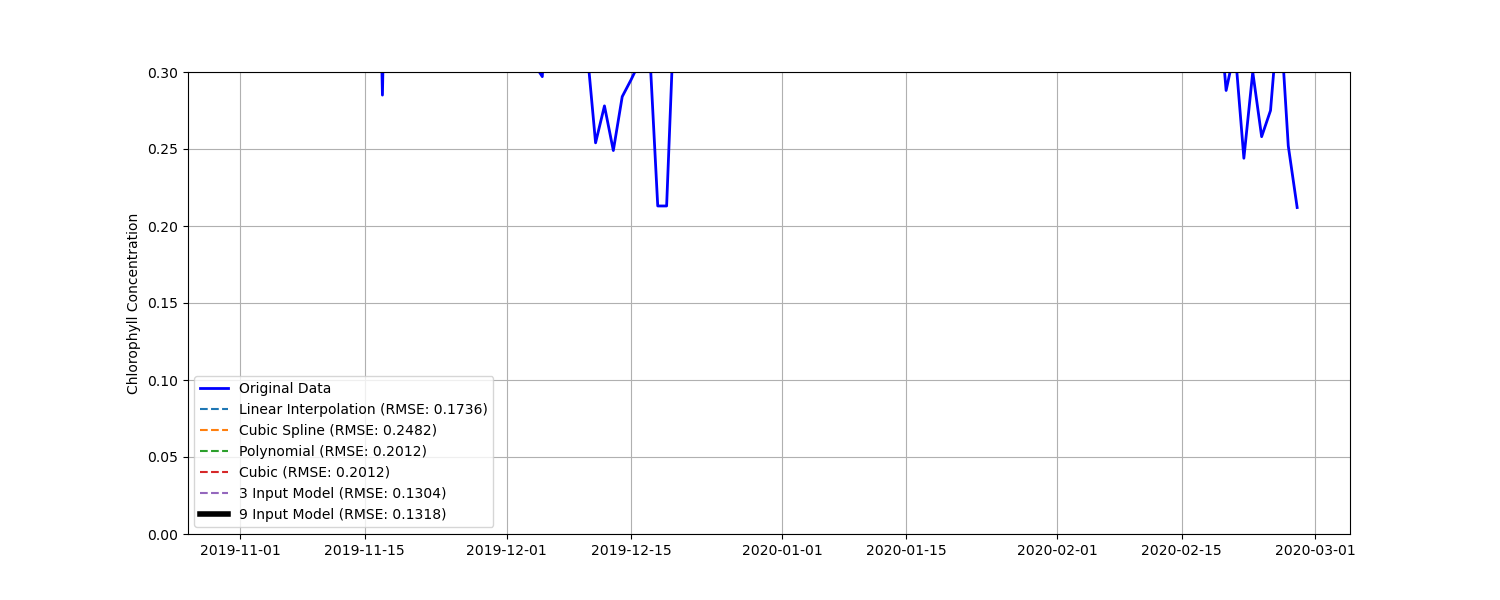 0.30
0.25
0.20
0.15
0.10
0.05
0.00
Chlorophyll Concentration
Original Data
Linear Interpolation (RMSE: 0.1736)
Cubic Spline (RMSE: 0.2482)
Polynomial (RMSE: 0.2012)
Cubic (RMSE: 0.2012)
3 Input Model (RMSE: 0.1304)
9 Input Model (RMSE: 0.1318)
2019-11-01 2019-11-15 2019-12-01 2019-12-15 2020-01-01 2020-01-15 2020-02-01 2020-02-15 2020-03-01